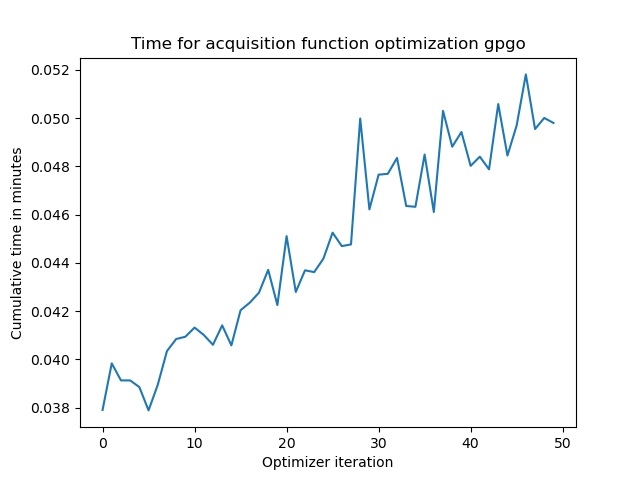 Time for acquisition function optimization gpgo
0.052
0.050
0.048
0.046
0.044
0.042
0.040
0.038
Cumulative time in minutes
0 10 20 30 40 50
Optimizer iteration